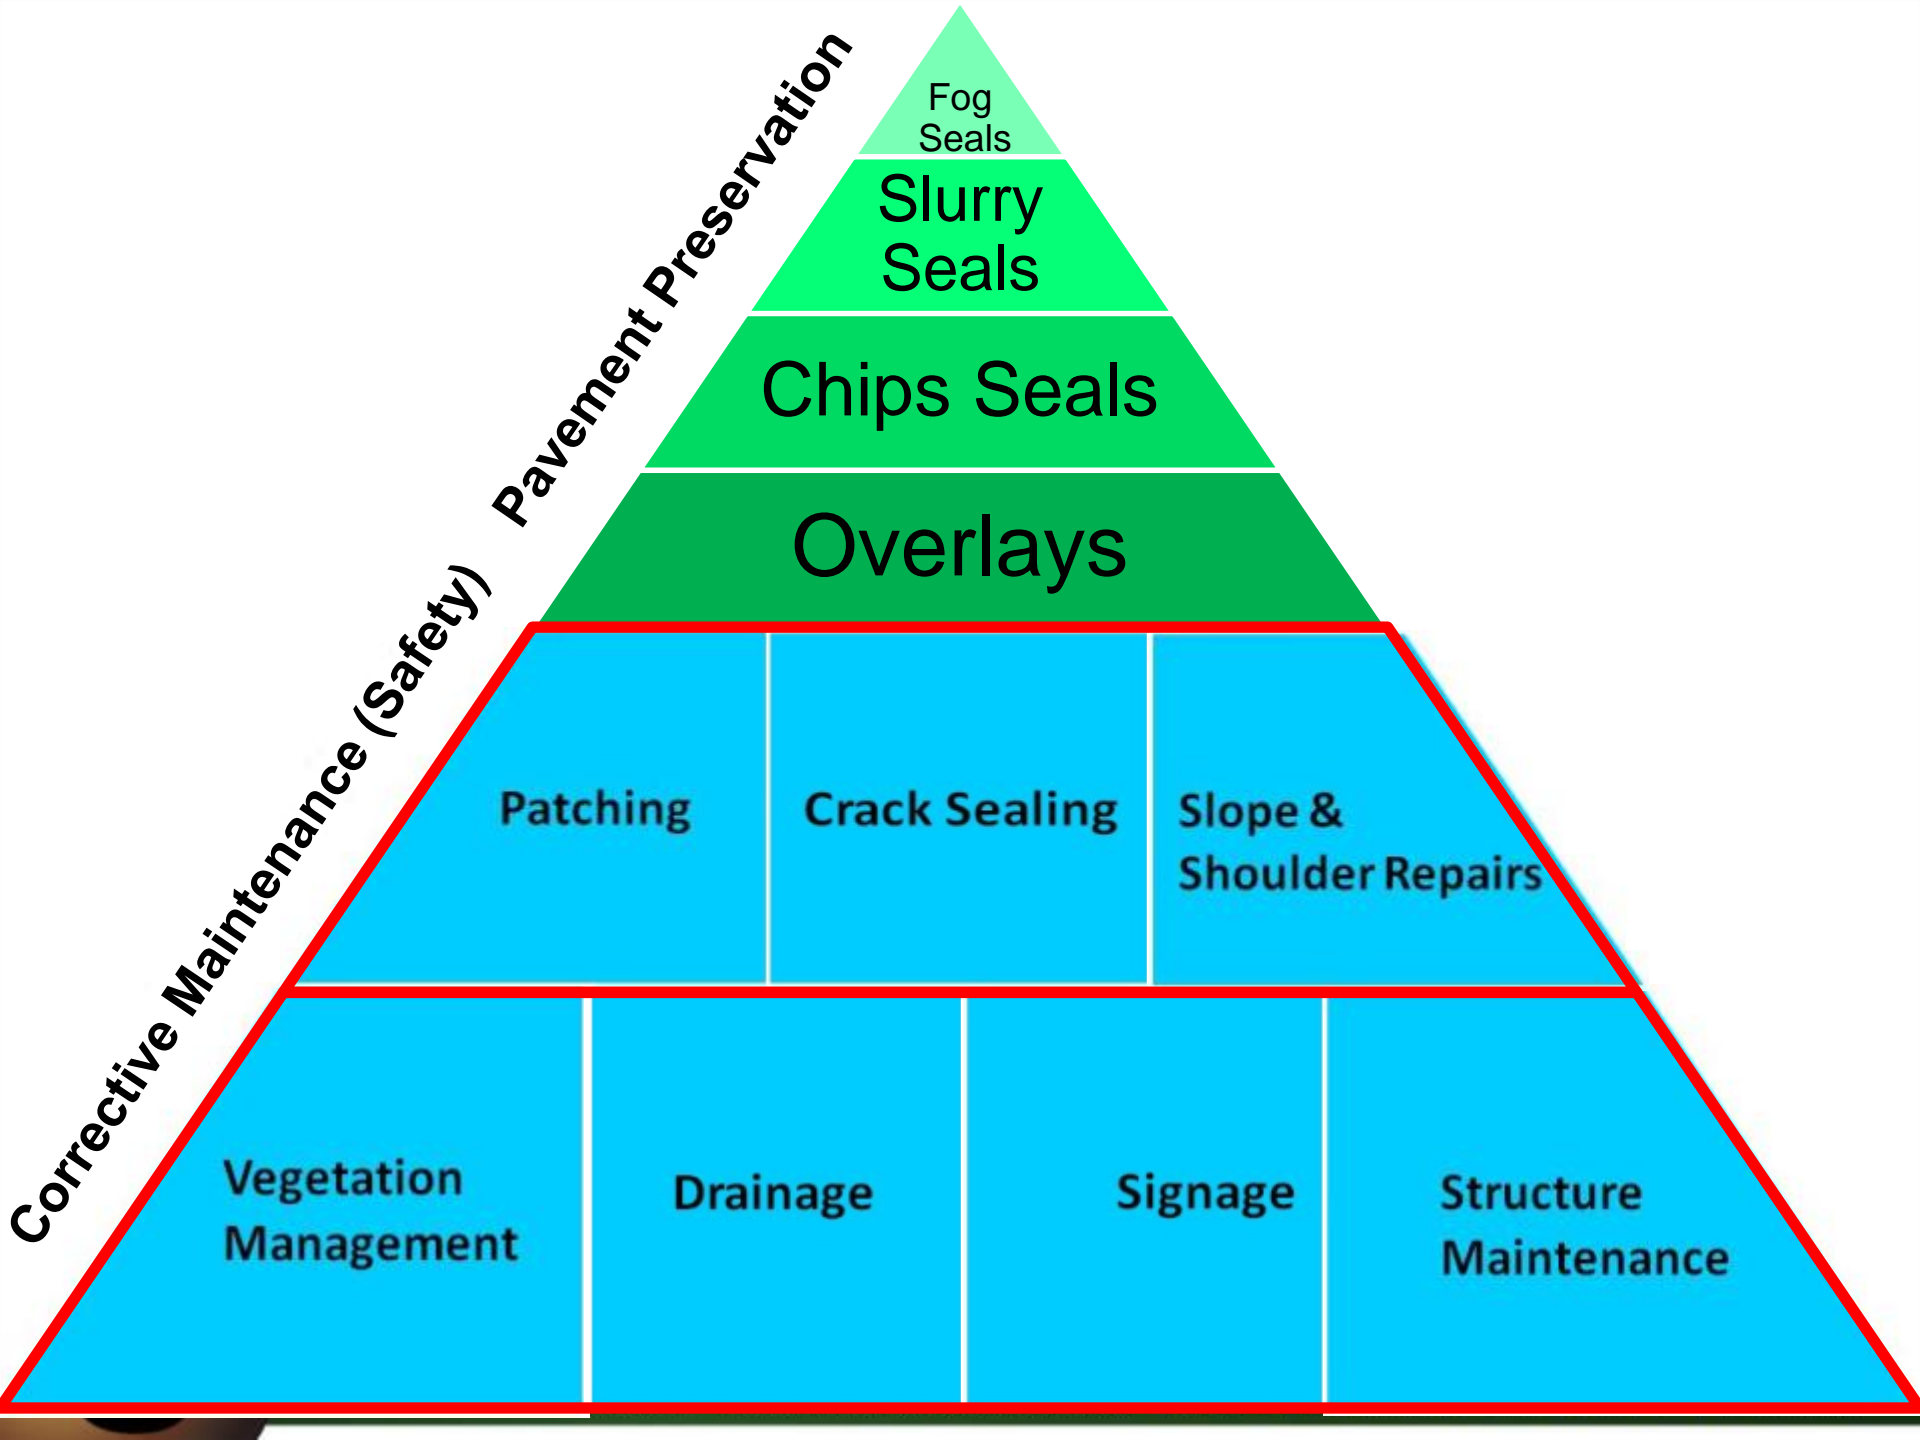 Pavement Preservation
Fog
Seals
Slurry
Seals
Chips Seals
Overlays
Corrective Maintenance (Safety)
Patching
Crack Sealing
Slope &
Shoulder Repairs
Vegetation
Management
Drainage
Signage
Structure
Maintenance